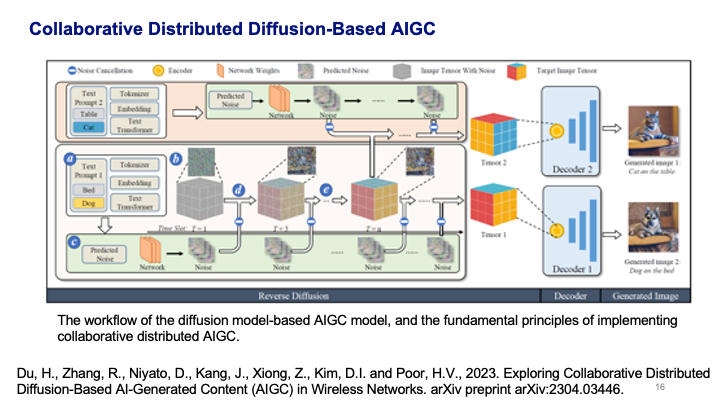 Collaborative Distributed Diffusion-Based AIGC
Noise Cancellation
Encoder
Network Weights
Predicted Noise
Image Tensor With Noise
Target Image Tensor
Text
Prompt 2
Table
Cat
Tokenizer
Embedding
Text
Transformer
Predicted
Noise
Network
Noise
......
Noise
......
Tensor 2
Decoder 2
Generated image 1:
Cat on the table
a
Text
Prompt 1
Bed
Dog
Tokenizer
Embedding
Text
Transformer
b
d
e
...
......
Time Slot: T = 1
T = 3
T = n
Tensor 1
Decoder 1
Generated image 2:
Dog on the bed
c
Predicted
Noise
Network
Noise
Noise
......
Noise
......
Noise
Reverse Diffusion
Decoder
Generated Image
The workflow of the diffusion model-based AIGC model, and the fundamental principles of implementing
collaborative distributed AIGC.
Du, H., Zhang, R., Niyato, D., Kang, J., Xiong, Z., Kim, D.I. and Poor, H.V., 2023. Exploring Collaborative Distributed
Diffusion-Based AI-Generated Content (AIGC) in Wireless Networks. arXiv preprint arXiv:2304.03446.
16